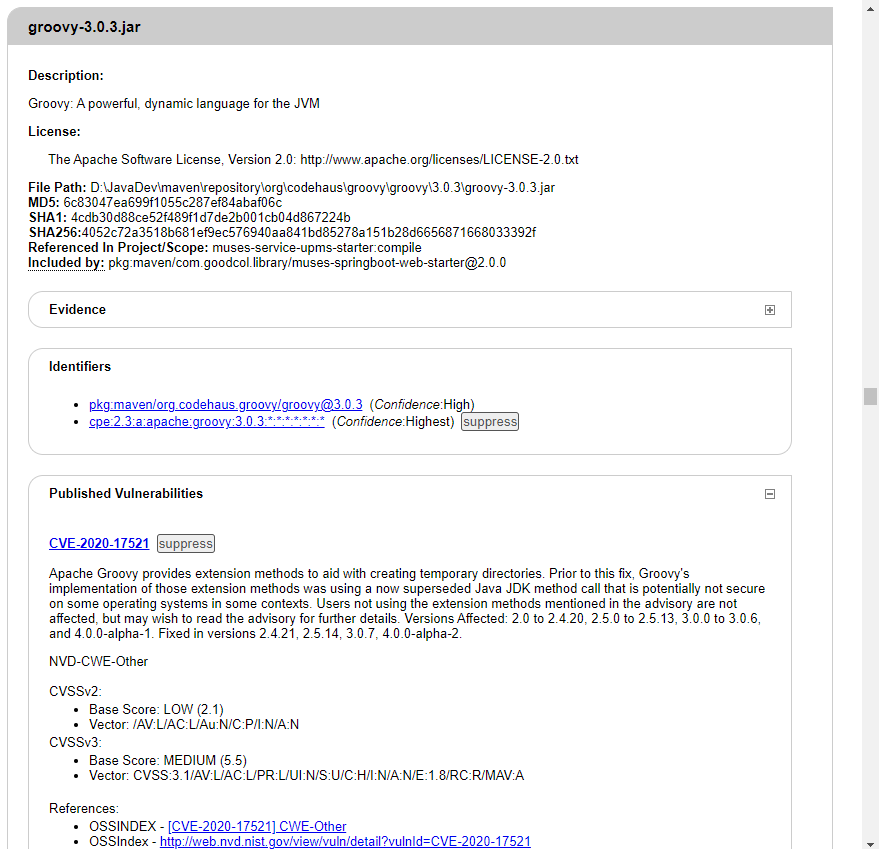 groovy-3.0.3.jar
Description:
Groovy: A powerful, dynamic language for the JVM
License:
The Apache Software License, Version 2.0: http://www.apache.org/licenses/LICENSE-2.0.txt
File Path: D:\JavaDev\maven\repository\org\codehaus\groovy\groovy\3.0.3\groovy-3.0.3.jar
MD5: 6c83047ea699f1055c287ef84abaf06c
SHA1: 4cdb30d88ce52f489f1d7de2b001cb04d867224b
SHA256:4052c72a3518b681ef9ec576940aa841bd85278a151b28d6656871668033392f
Referenced In Project/Scope: muses-service-upms-starter:compile
Included by: pkg:maven/com.goodcol.library/muses-springboot-web-starter@2.0.0
Evidence
Identifiers
• pkg:maven/org.codehaus.groovy/groovy@3.0.3 (Confidence:High)
• cpe:2.3:a:apache:groovy:3.0.3:*:*:*:*:*:*:* (Confidence:Highest) suppress
Published Vulnerabilities
CVE-2020-17521 suppress
Apache Groovy provides extension methods to aid with creating temporary directories. Prior to this fix, Groovy's
implementation of those extension methods was using a now superseded Java JDK method call that is potentially not secure
on some operating systems in some contexts. Users not using the extension methods mentioned in the advisory are not
affected, but may wish to read the advisory for further details. Versions Affected: 2.0 to 2.4.20, 2.5.0 to 2.5.13, 3.0.0 to 3.0.6,
and 4.0.0-alpha-1. Fixed in versions 2.4.21, 2.5.14, 3.0.7, 4.0.0-alpha-2.
NVD-CWE-Other
CVSSv2:
• Base Score: LOW (2.1)
• Vector: /AV:L/AC:L/Au:N/C:P/I:N/A:N
CVSSv3:
• Base Score: MEDIUM (5.5)
• Vector: CVSS:3.1/AV:L/AC:L/PR:L/UI:N/S:U/C:H/I:N/A:N/E:1.8/RC:R/MAV:A
References:
• OSSINDEX - [CVE-2020-17521] CWE-Other
• OSSIndex - http://web.nvd.nist.gov/view/vuln/detail?vulnId=CVE-2020-17521